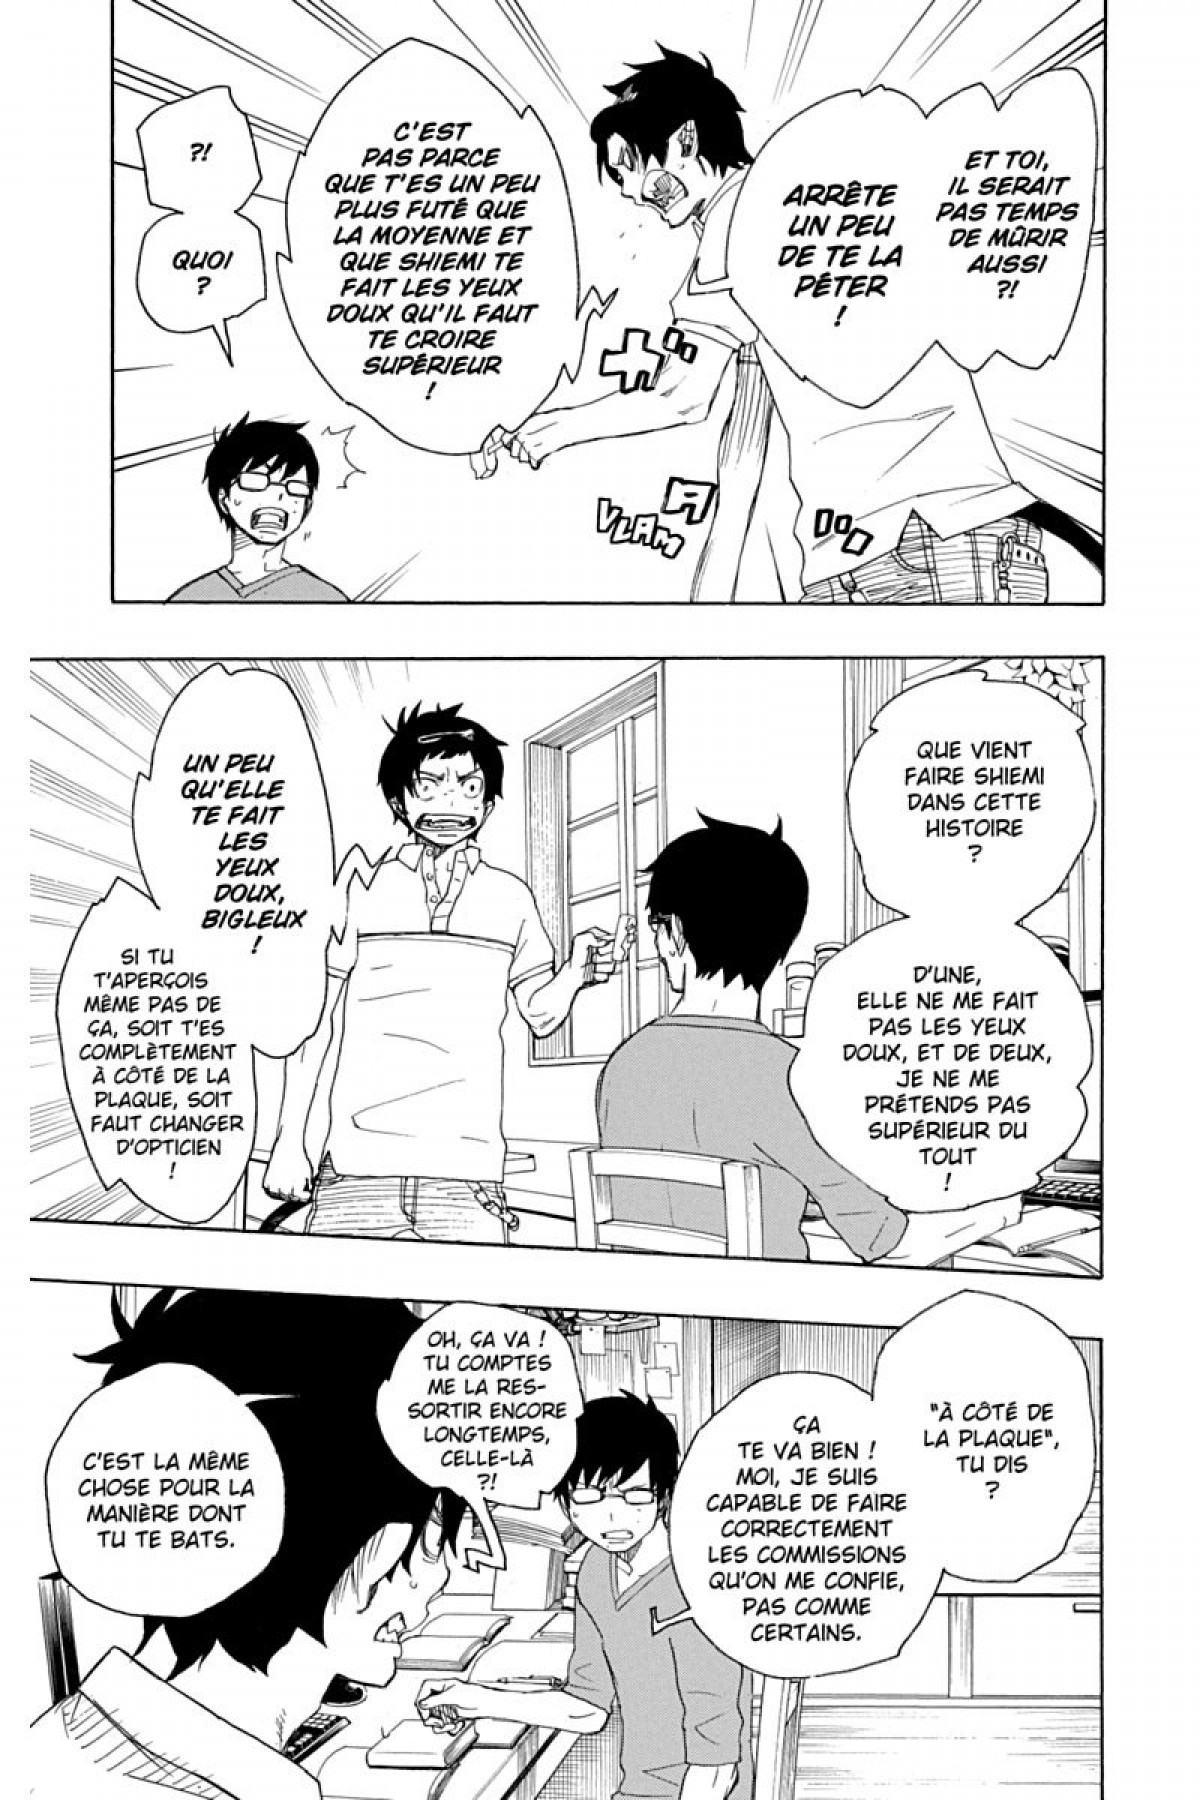 ET TOI,
IL SERAIT
PAS TEMPS
DE MÛRIR
AUSSI
?!
ARRÊTE
UN PEU
DE TE LA
PÉTER
!
C'EST
PAS PARCE
QUE T'ES UN PEU
PLUS FUTÉ QUE
LA MOYENNE ET
QUE SHIEMI TE
FAIT LES YEUX
DOUX QU'IL FAUT
TE CROIRE
SUPÉRIEUR
!
?!
QUOI
?
VLAM
QUE VIENT
FAIRE SHIEMI
DANS CETTE
HISTOIRE
?
D'UNE,
ELLE NE ME FAIT
PAS LES YEUX
DOUX, ET DE DEUX,
JE NE ME
PRÉTENDS PAS
SUPÉRIEUR DU
TOUT
!
UN PEU
QU'ELLE
TE FAIT
LES
YEUX
DOUX,
BIGLEUX
!
SI TU
T'APERÇOIS
MÊME PAS DE
ÇA, SOIT T'ES
COMPLÈTEMENT
À CÔTÉ DE LA
PLAQUE, SOIT
FAUT CHANGER
D'OPTICIEN
!
"À CÔTÉ DE
LA PLAQUE",
TU DIS
?
ÇA
TE VA BIEN !
MOI, JE SUIS
CAPABLE DE FAIRE
CORRECTEMENT
LES COMMISSIONS
QU'ON ME CONFIE,
PAS COMME
CERTAINS.
OH, ÇA VA !
TU COMPTES
ME LA RES-
SORTIR ENCORE
LONGTEMPS,
CELLE-LÀ
?!
C'EST LA MÊME
CHOSE POUR LA
MANIÈRE DONT
TU TE BATS.